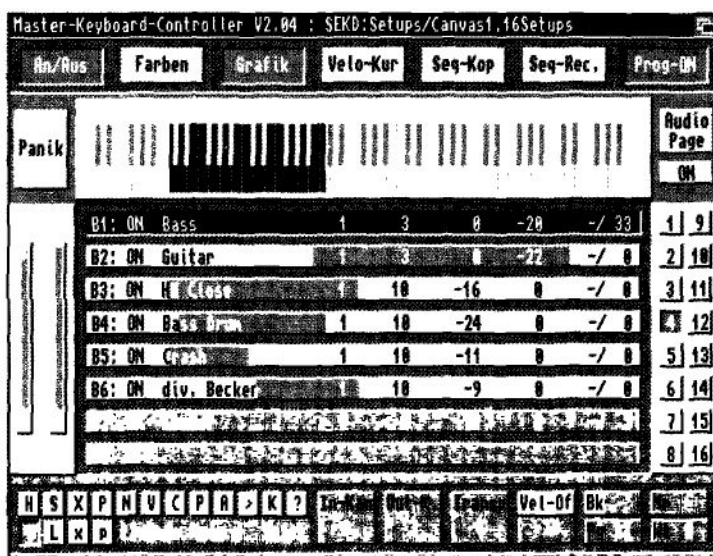 Master-Keyboard-Controller V2.04 : SEKD:Setups/Canvas1.16Setups
An/Aus Farben Grafik Velo-Kur Seq-Kop Seq-Rec. Prog-ON
Panik
Audio Page
ON
B1: ON Bass 1 3 0 -20 -/ 33
B2: ON Guitar 1 3 0 -22 -/ 0
B3: ON Close 10 -16 0 -/ 0
B4: ON Bass Drum 1 10 -24 0 -/ 0
B5: ON Crash 1 10 -11 0 -/ 0
B6: ON div. Becker 10 -9 0 -/ 0
1 9
2 10
3 11
4 12
5 13
6 14
7 15
8 16
H S X P N V C P A > K ? Vel-Of Bk
L x p